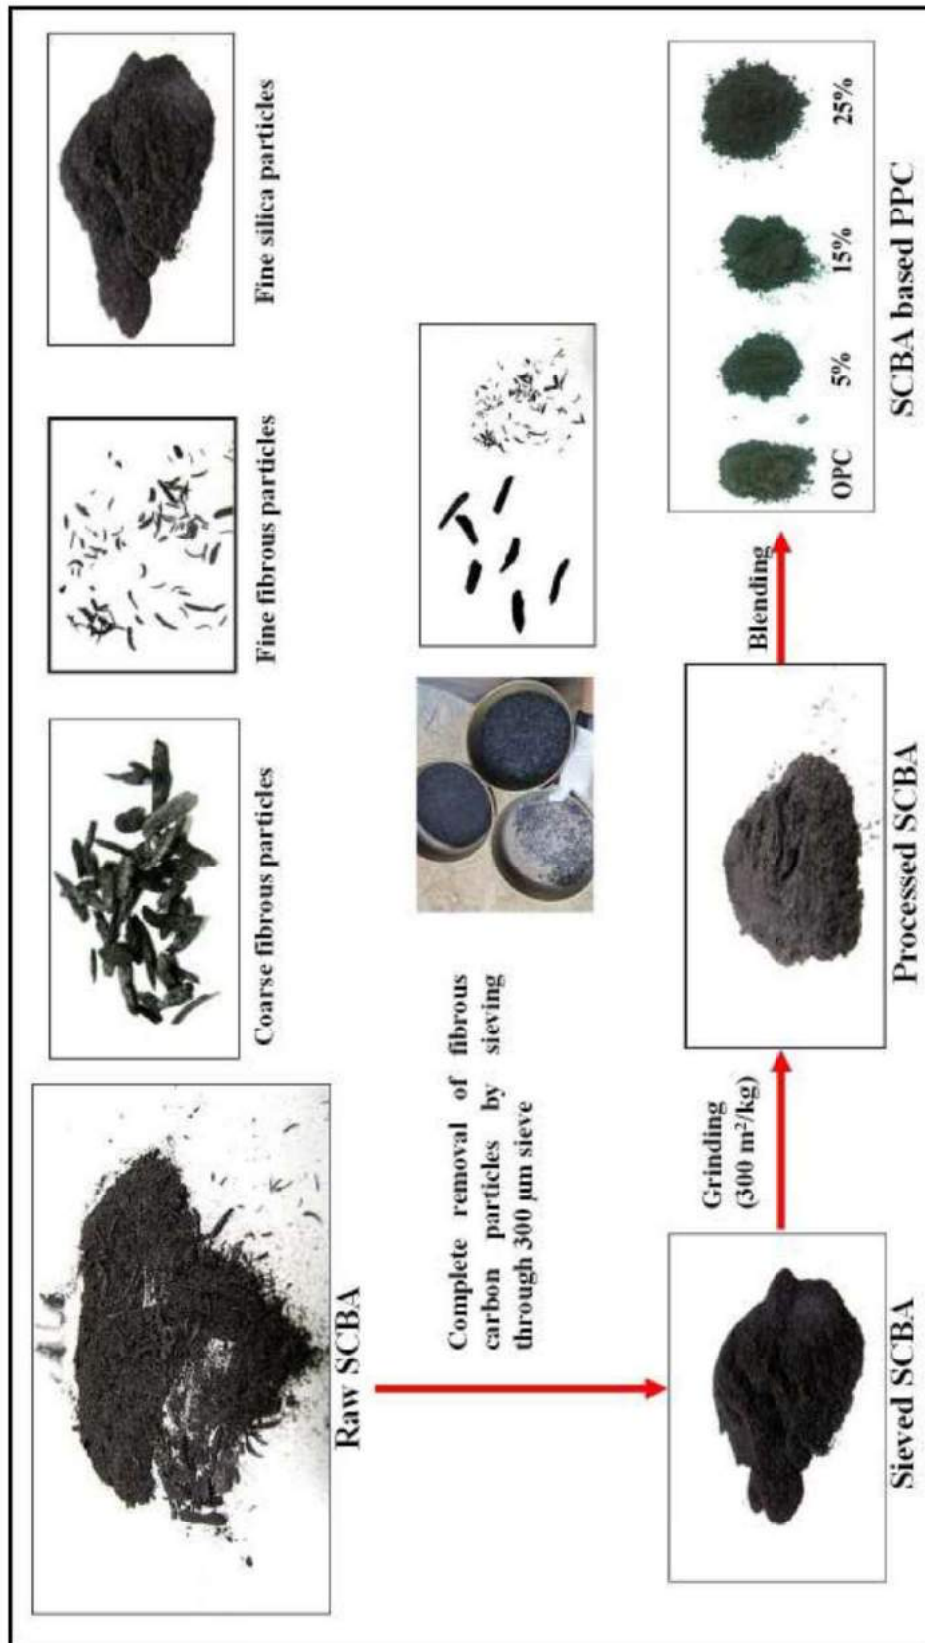 Coarse fibrous particles
Fine fibrous particles
Fine silica particles
Raw SCBA
Complete removal of fibrous
carbon particles by sieving
through 300 µm sieve
Sieved SCBA
Grinding
(300 m²/kg)
Processed SCBA
Blending
OPC
5%
15%
25%
SCBA based PPC